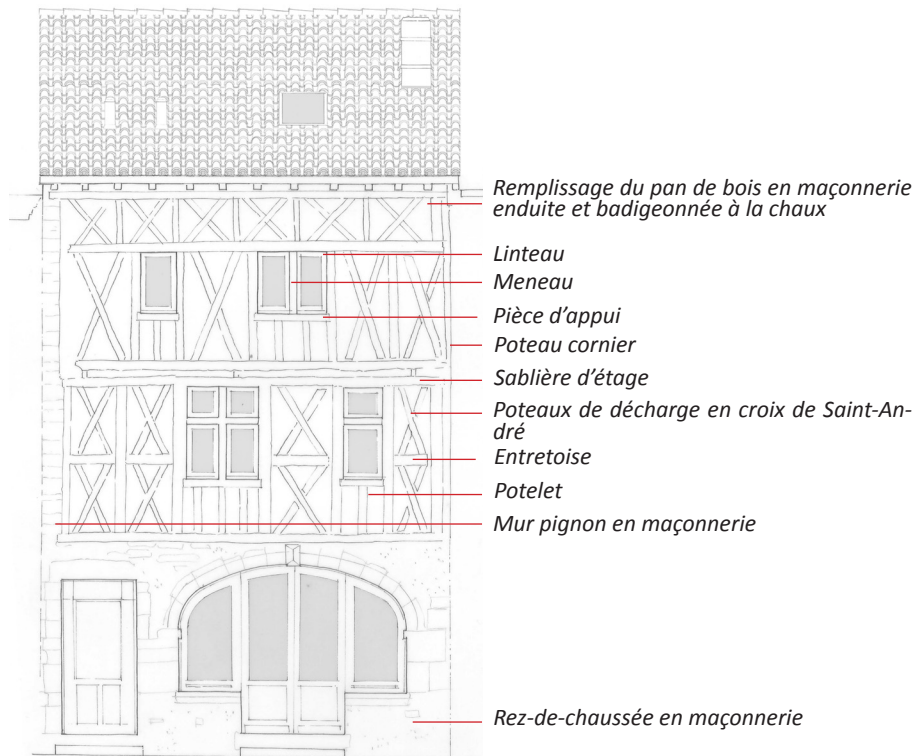 Remplissage du pan de bois en maçonnerie
enduite et badigeonnée à la chaux
Linteau
Meneau
Pièce d'appui
Poteau cornier
Sablière d'étage
Poteaux de décharge en croix de Saint-An-
dré
Entretoise
Potelet
Mur pignon en maçonnerie
Rez-de-chaussée en maçonnerie